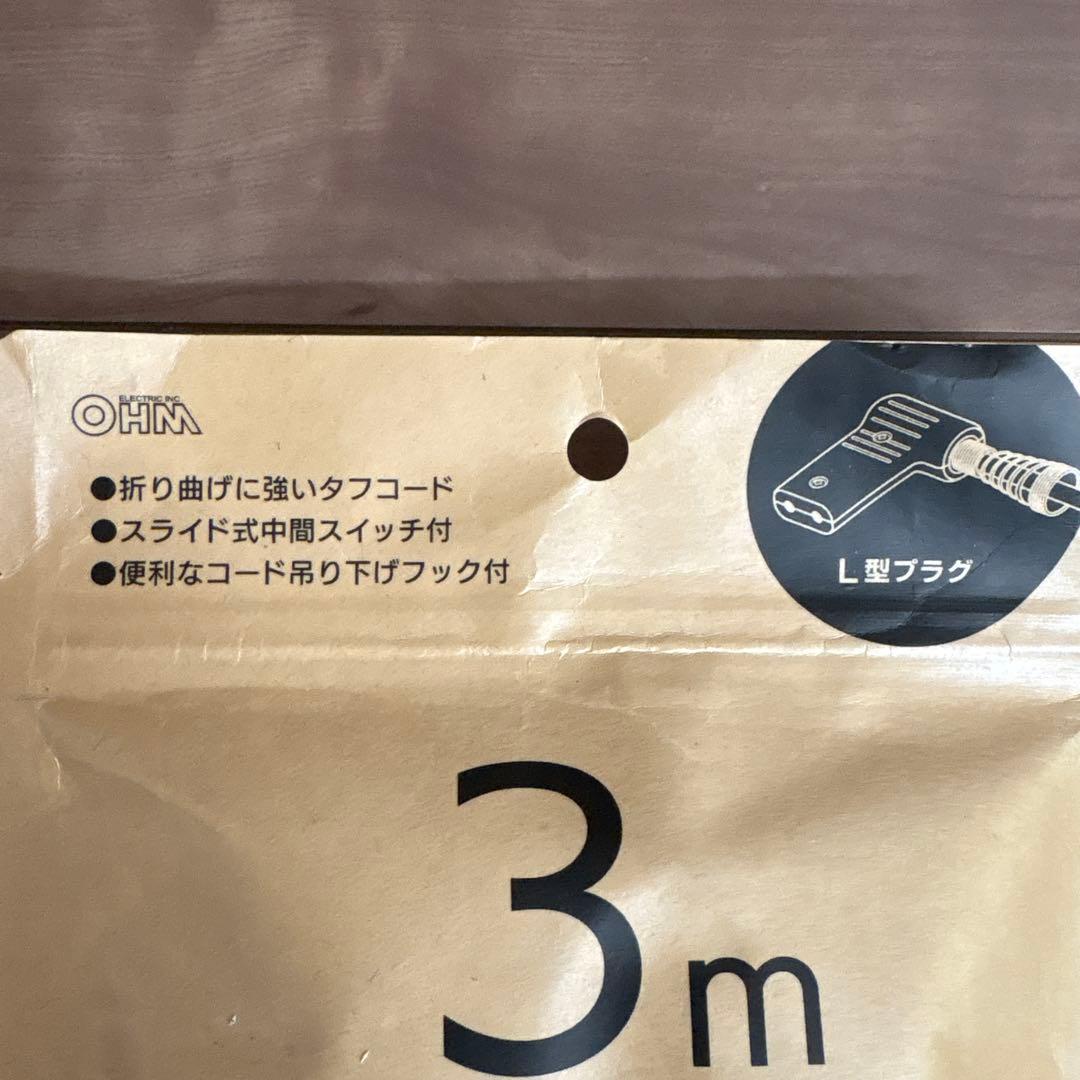 ELECTRIC INC.
OHM
●折り曲げに強いタフコード
●スライド式中間スイッチ付
●便利なコード吊り下げフック付
L型プラグ
3m